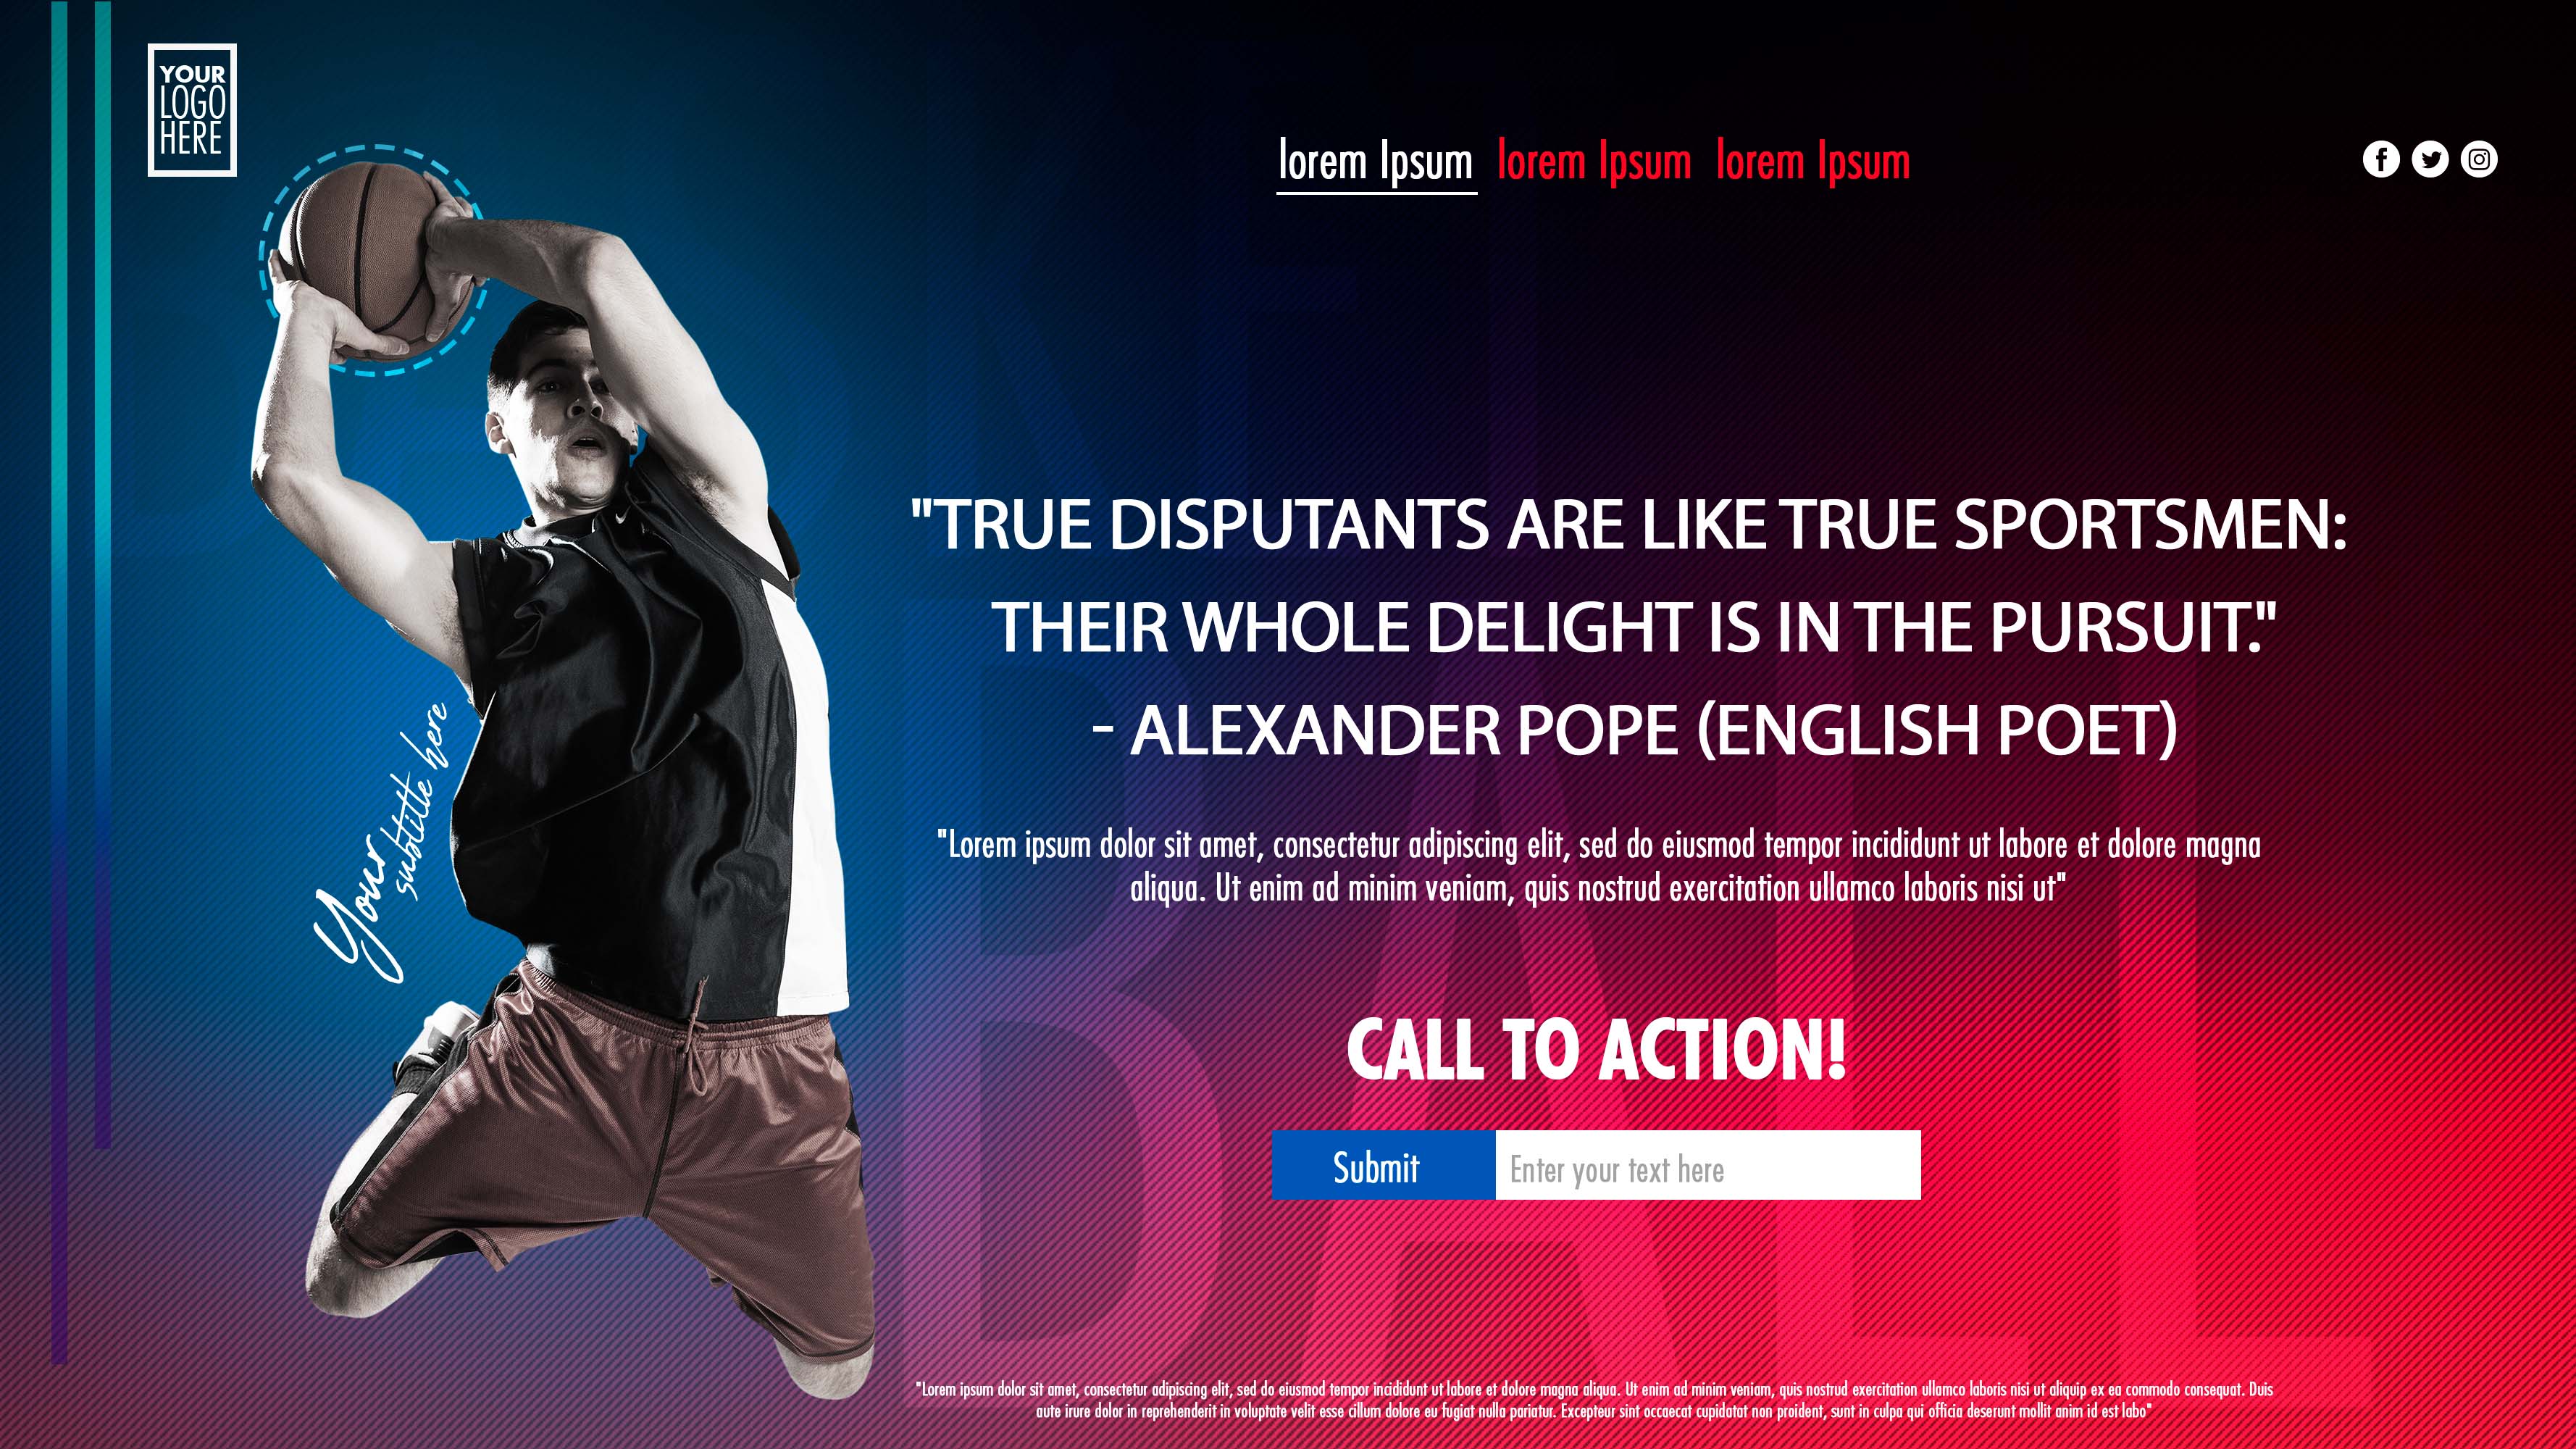 YOUR
LOGO
HERE
lorem Ipsum lorem Ipsum lorem Ipsum
"TRUE DISPUTANTS ARE LIKE TRUE SPORTSMEN:
THEIR WHOLE DELIGHT IS IN THE PURSUIT."
- ALEXANDER POPE (ENGLISH POET)
Your
subtitle here
"Lorem ipsum dolor sit amet, consectetur adipiscing elit, sed do eiusmod tempor incididunt ut labore et dolore magna
aliqua. Ut enim ad minim veniam, quis nostrud exercitation ullamco laboris nisi ut"
CALL TO ACTION!
Submit Enter your text here
BALL
"Lorem ipsum dolor sit amet, consectetur adipiscing elit, sed do eiusmod tempor incididunt ut labore et dolore magna aliqua. Ut enim ad minim veniam, quis nostrud exercitation ullamco laboris nisi ut aliquip ex ea commodo consequat. Duis
aute irure dolor in reprehenderit in voluptate velit esse cillum dolore eu fugiat nulla pariatur. Excepteur sint occaecat cupidatat non proident, sunt in culpa qui officia deserunt mollit anim id est labo"